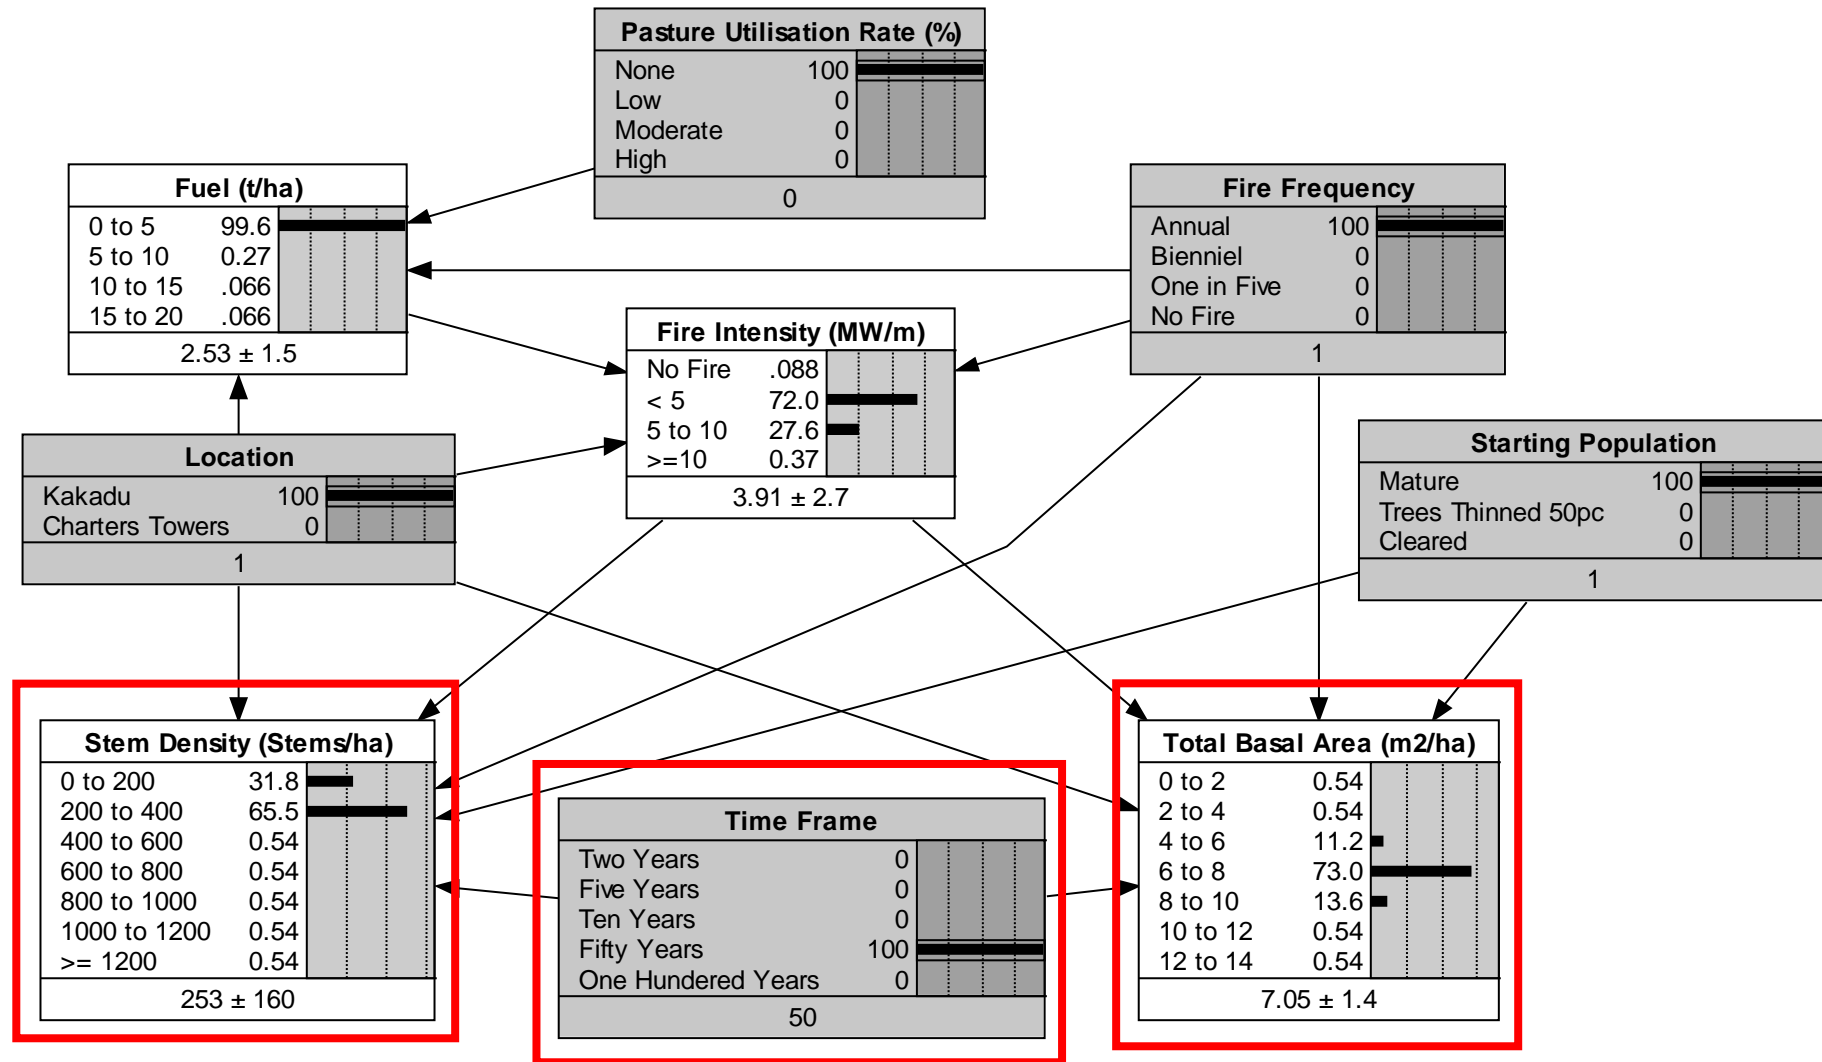 Pasture Utilisation Rate (%)
None 100
Low 0
Moderate 0
High 0
0
Fuel (t/ha)
0 to 5 99.6
5 to 10 0.27
10 to 15 .066
15 to 20 .066
2.53 ± 1.5
Fire Frequency
Annual 100
Bienniel 0
One in Five 0
No Fire 0
1
Fire Intensity (MW/m)
No Fire .088
< 5 72.0
5 to 10 27.6
>=10 0.37
3.91 ± 2.7
Location
Kakadu 100
Charters Towers 0
1
Starting Population
Mature 100
Trees Thinned 50pc 0
Cleared 0
1
Stem Density (Stems/ha)
0 to 200 31.8
200 to 400 65.5
400 to 600 0.54
600 to 800 0.54
800 to 1000 0.54
1000 to 1200 0.54
>= 1200 0.54
253 ± 160
Time Frame
Two Years 0
Five Years 0
Ten Years 0
Fifty Years 100
One Hundered Years 0
50
Total Basal Area (m2/ha)
0 to 2 0.54
2 to 4 0.54
4 to 6 11.2
6 to 8 73.0
8 to 10 13.6
10 to 12 0.54
12 to 14 0.54
7.05 ± 1.4